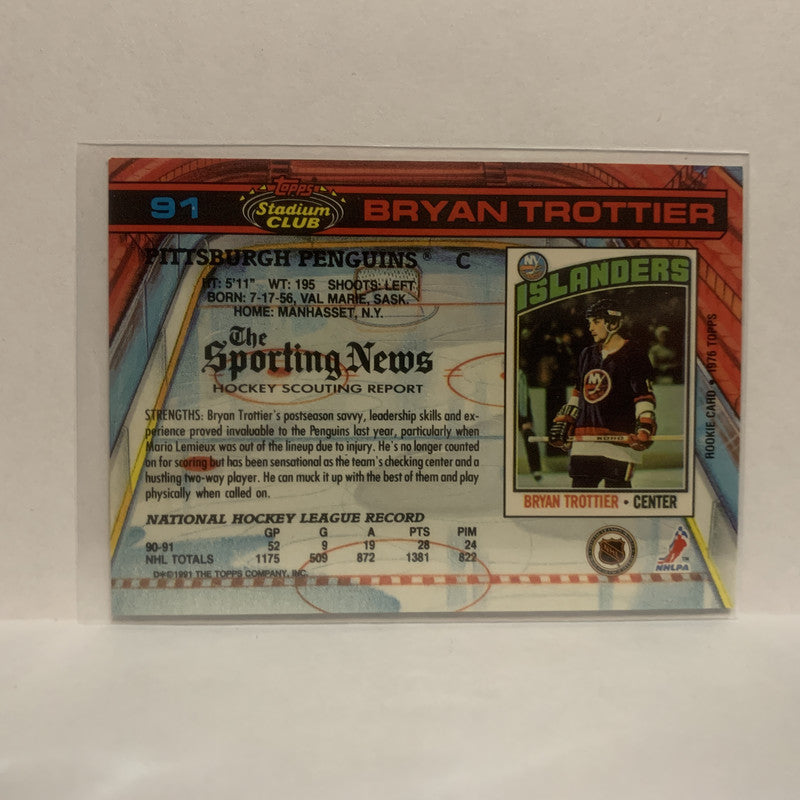 91 Topps Stadium CLUB BRYAN TROTTIER
PITTSBURGH PENGUINS® C
HT: 5'11" WT: 195 SHOOTS: LEFT
BORN: 7-17-56, VAL MARIE, SASK.
HOME: MANHASSET, N.Y.
The
Sporting News
HOCKEY SCOUTING REPORT
STRENGTHS: Bryan Trottier's postseason savvy, leadership skills and ex-
perience proved invaluable to the Penguins last year, particularly when
Mario Lemieux was out of the lineup due to injury. He's no longer counted
on for scoring but has been sensational as the team's checking center and a
hustling two-way player. He can muck it up with the best of them and play
physically when called on.
NATIONAL HOCKEY LEAGUE RECORD
GP G A PTS PIM
90-91 52 9 19 28 24
NHL TOTALS 1175 509 872 1381 822
D✶©1991 THE TOPPS COMPANY, INC.
ISLANDERS
NY
KOHO
BRYAN TROTTIER • CENTER
ROOKIE CARD • 1976 TOPPS
NHL
NHLPA™